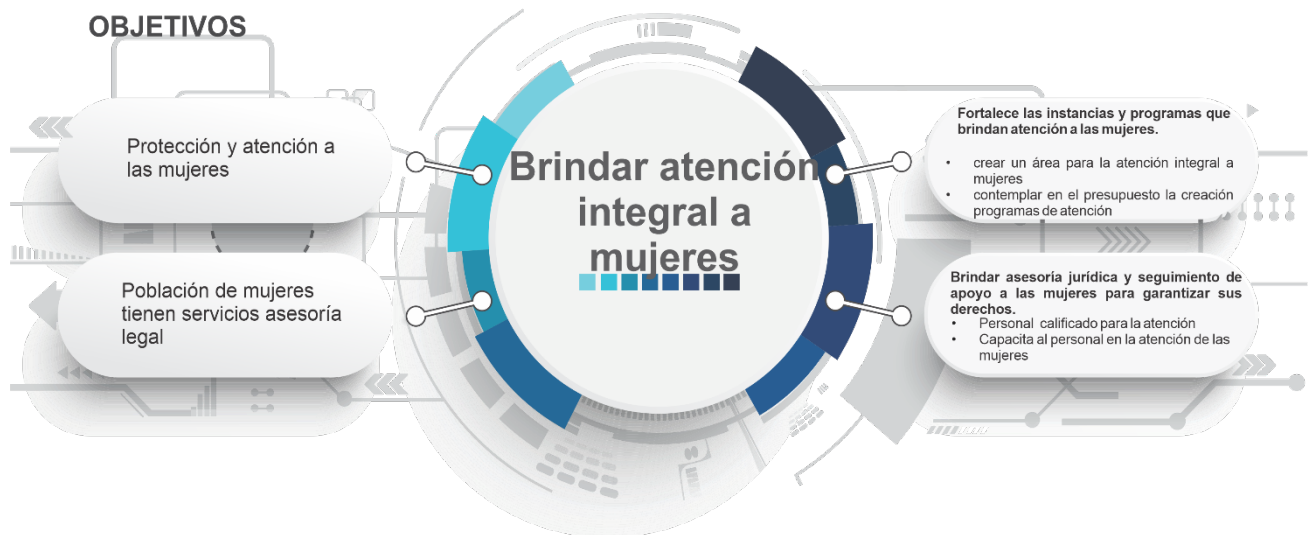 OBJETIVOS
Protección y atención a
las mujeres
Población de mujeres
tienen servicios asesoría
legal
Brindar atención
integral a
mujeres
Fortalece las instancias y programas que
brindan atención a las mujeres.
• crear un área para la atención integral a
mujeres
• contemplar en el presupuesto la creación
programas de atención
Brindar asesoría jurídica y seguimiento de
apoyo a las mujeres para garantizar sus
derechos.
• Personal calificado para la atención
• Capacita al personal en la atención de las
mujeres